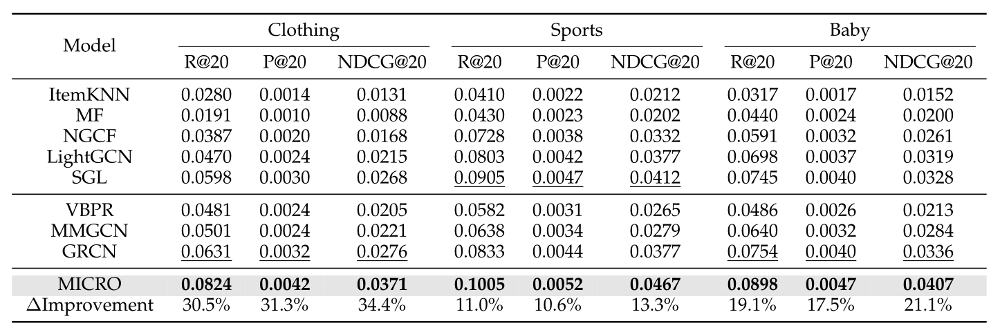 Model Clothing Sports Baby
R@20 P@20 NDCG@20 R@20 P@20 NDCG@20 R@20 P@20 NDCG@20
ItemKNN 0.0280 0.0014 0.0131 0.0410 0.0022 0.0212 0.0317 0.0017 0.0152
MF 0.0191 0.0010 0.0088 0.0430 0.0023 0.0202 0.0440 0.0024 0.0200
NGCF 0.0387 0.0020 0.0168 0.0728 0.0038 0.0332 0.0591 0.0032 0.0261
LightGCN 0.0470 0.0024 0.0215 0.0803 0.0042 0.0377 0.0698 0.0037 0.0319
SGL 0.0598 0.0030 0.0268 0.0905 0.0047 0.0412 0.0745 0.0040 0.0328
VBPR 0.0481 0.0024 0.0205 0.0582 0.0031 0.0265 0.0486 0.0026 0.0213
MMGCN 0.0501 0.0024 0.0221 0.0638 0.0034 0.0279 0.0640 0.0032 0.0284
GRCN 0.0631 0.0032 0.0276 0.0833 0.0044 0.0377 0.0754 0.0040 0.0336
MICRO 0.0824 0.0042 0.0371 0.1005 0.0052 0.0467 0.0898 0.0047 0.0407
ΔImprovement 30.5% 31.3% 34.4% 11.0% 10.6% 13.3% 19.1% 17.5% 21.1%